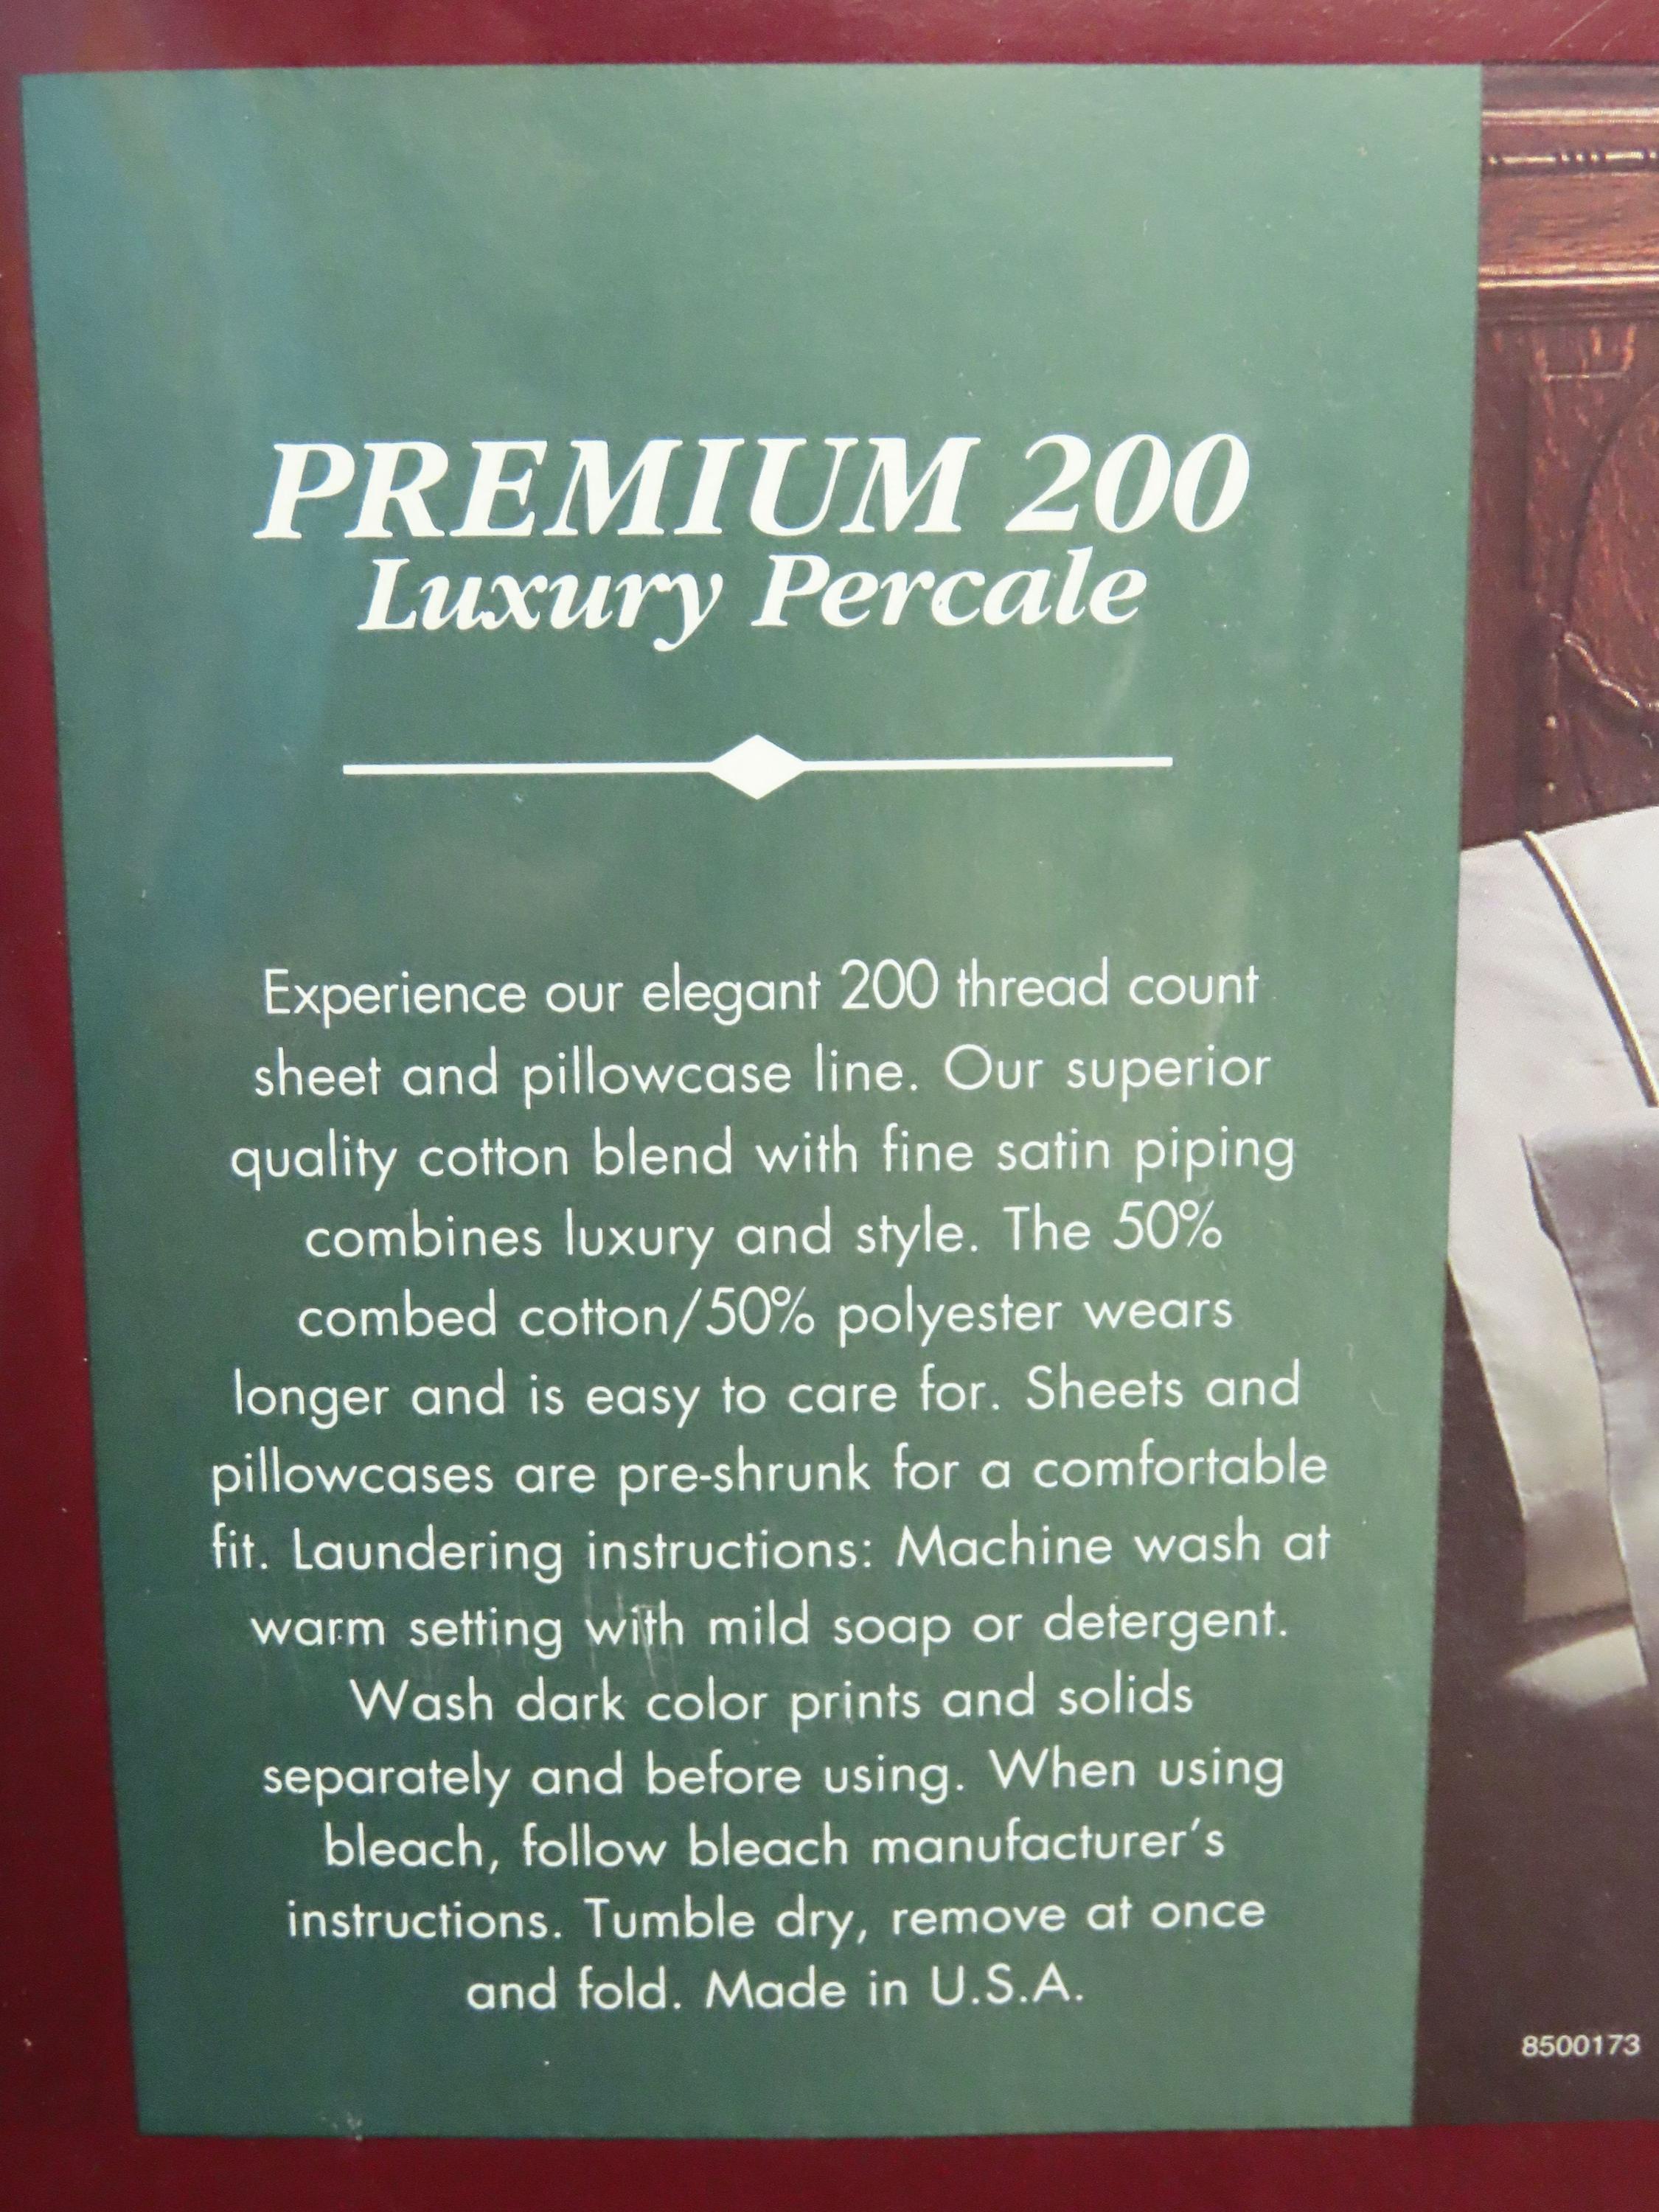 PREMIUM 200
Luxury Percale
Experience our elegant 200 thread count
sheet and pillowcase line. Our superior
quality cotton blend with fine satin piping
combines luxury and style. The 50%
combed cotton/50% polyester wears
longer and is easy to care for. Sheets and
pillowcases are pre-shrunk for a comfortable
fit. Laundering instructions: Machine wash at
warm setting with mild soap or detergent.
Wash dark color prints and solids
separately and before using. When using
bleach, follow bleach manufacturer's
instructions. Tumble dry, remove at once
and fold. Made in U.S.A.
8500173